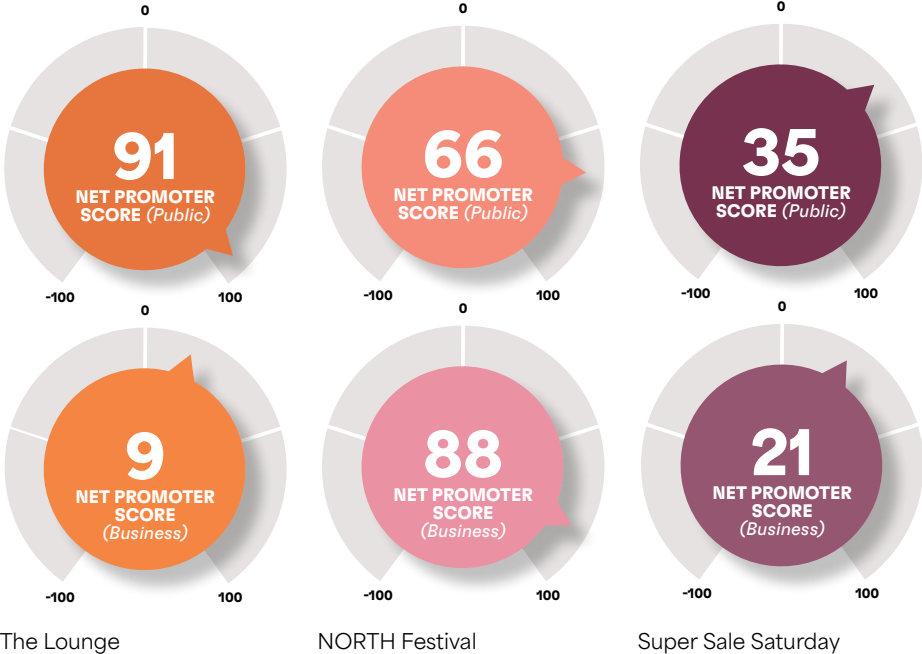 0
91
NET PROMOTER
SCORE (Public)
-100
100
0
66
NET PROMOTER
SCORE (Public)
-100
100
0
35
NET PROMOTER
SCORE (Public)
-100
100
0
9
NET PROMOTER
SCORE
(Business)
-100
100
0
88
NET PROMOTER
SCORE
(Business)
-100
100
0
21
NET PROMOTER
SCORE
(Business)
-100
100
The Lounge
NORTH Festival
Super Sale Saturday